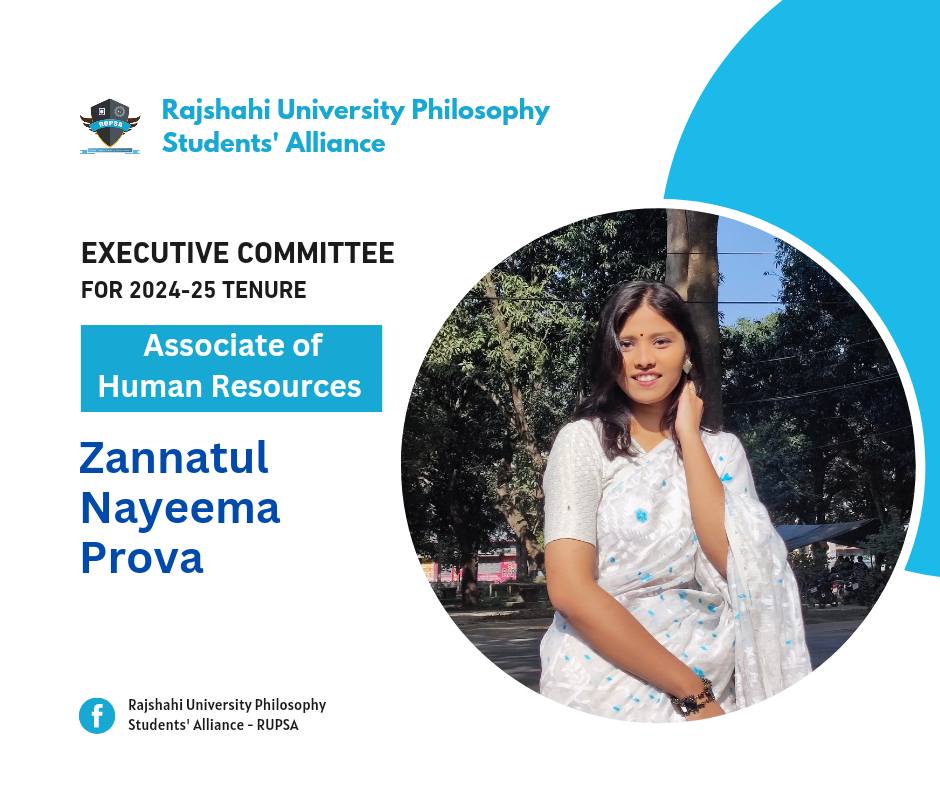 RUPSA
Rajshahi University Philosophy
Students' Alliance
EXECUTIVE COMMITTEE
FOR 2024-25 TENURE
Associate of
Human Resources
Zannatul
Nayeema
Prova
Rajshahi University Philosophy
Students' Alliance - RUPSA